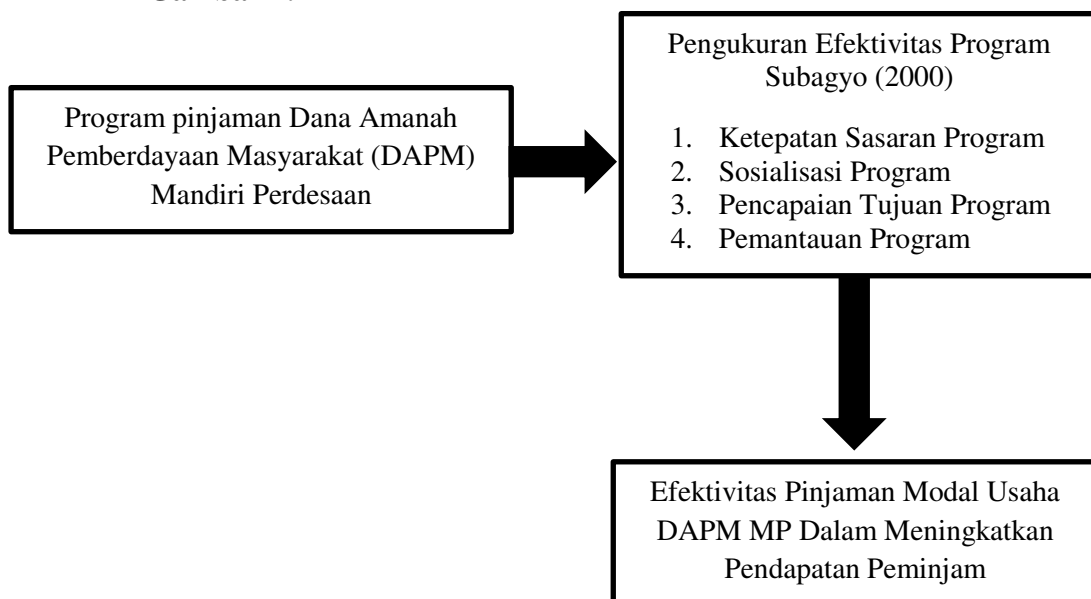 Program pinjaman Dana Amanah
Pemberdayaan Masyarakat (DAPM)
Mandiri Perdesaan
Pengukuran Efektivitas Program
Subagyo (2000)
1. Ketepatan Sasaran Program
2. Sosialisasi Program
3. Pencapaian Tujuan Program
4. Pemantauan Program
Efektivitas Pinjaman Modal Usaha
DAPM MP Dalam Meningkatkan
Pendapatan Peminjam